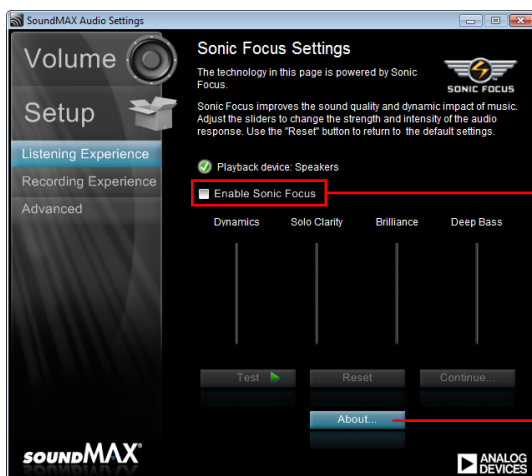 SoundMAX Audio Settings
Volume
Setup
Listening Experience
Recording Experience
Advanced
Sonic Focus Settings
The technology in this page is powered by Sonic
Focus.
SONIC FOCUS
Sonic Focus improves the sound quality and dynamic impact of music.
Adjust the sliders to change the strength and intensity of the audio
response. Use the "Reset" button to return to the default settings.
Playback device: Speakers
Enable Sonic Focus
Dynamics Solo Clarity Brilliance Deep Bass
Test Reset Continue...
About...
SOUNDMAX®
ANALOG
DEVICES